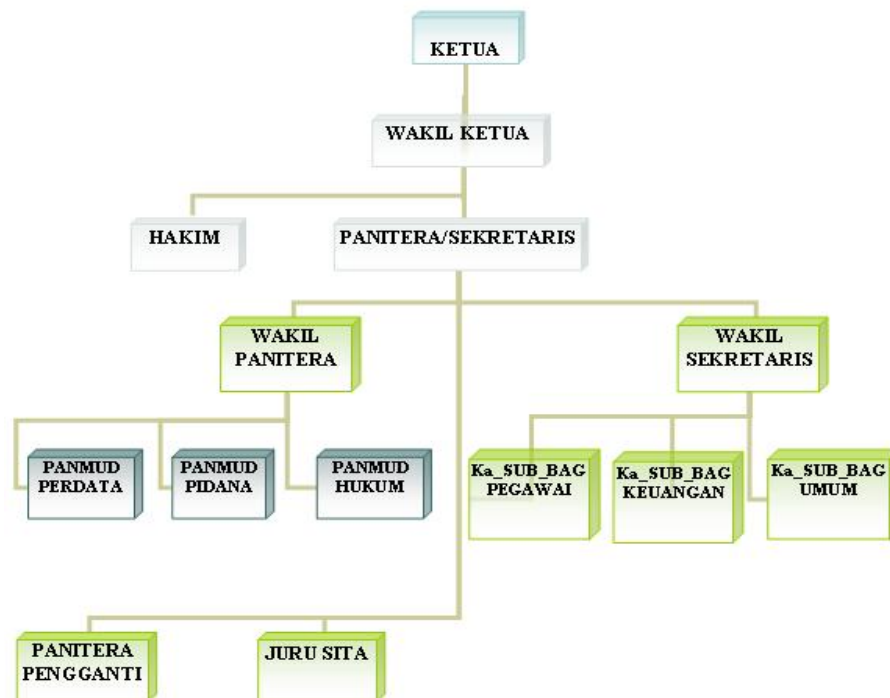 KETUA
WAKIL KETUA
HAKIM
PANITERA/SEKRETARIS
WAKIL
PANITERA
WAKIL
SEKRETARIS
PANMUD
PERDATA
PANMUD
PIDANA
PANMUD
HUKUM
Ka_SUB_BAG
PEGAWAI
Ka_SUB_BAG
KEUANGAN
Ka_SUB_BAG
UMUM
PANITERA
PENGGANTI
JURU SITA